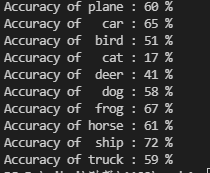 Accuracy of plane : 60 %
Accuracy of   car : 65 %
Accuracy of  bird : 51 %
Accuracy of   cat : 17 %
Accuracy of  deer : 41 %
Accuracy of   dog : 58 %
Accuracy of  frog : 67 %
Accuracy of horse : 61 %
Accuracy of  ship : 72 %
Accuracy of truck : 59 %